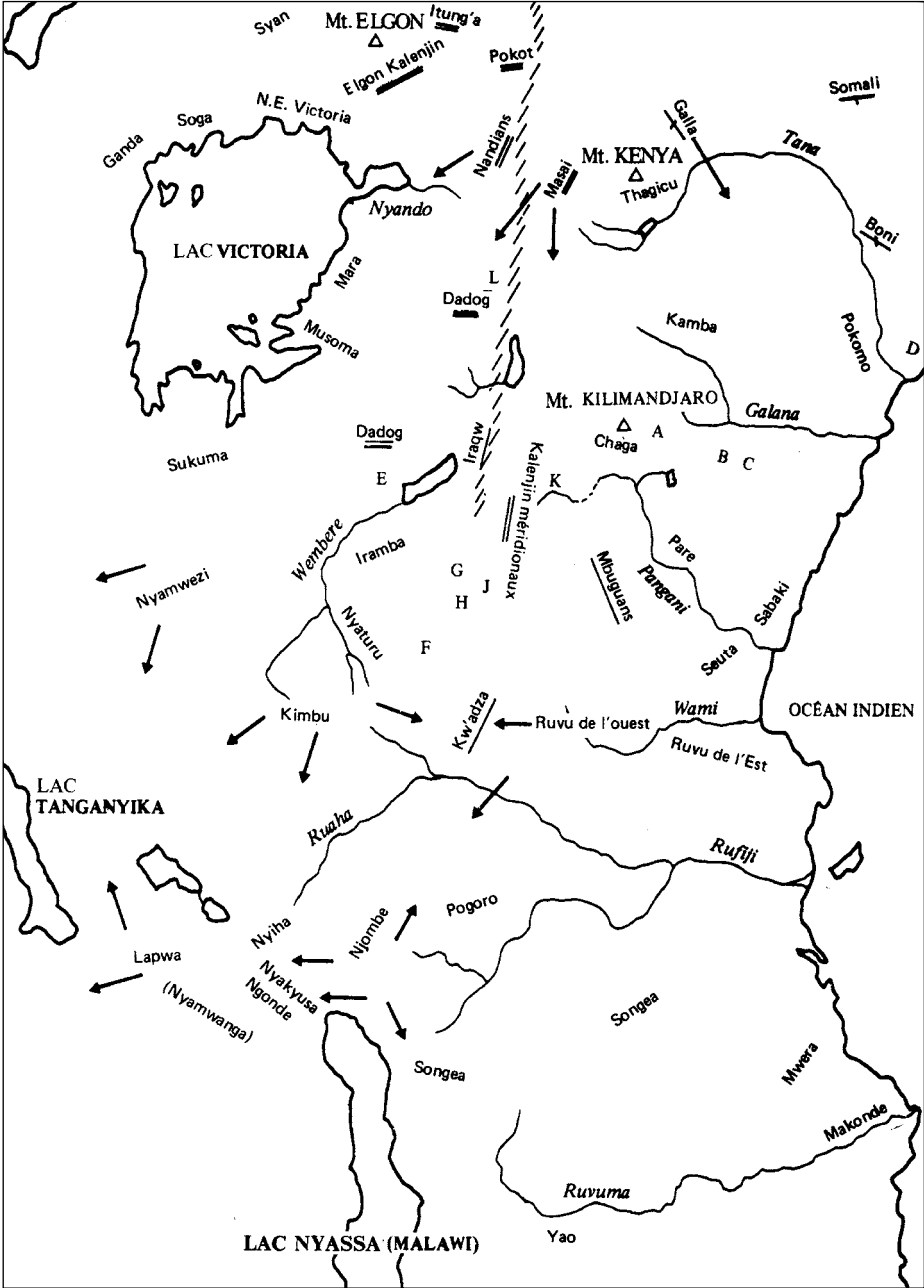 Syan
Mt. ELGON
Itung'a
Elgon Kalenjin
Pokot
Somali
N.E. Victoria
Soga
Ganda
Nandians
Galla
Tana
Mt. KENYA
Thagicu
Masai
Nyando
Boni
LAC VICTORIA
Mara
L
Dadog
Musoma
Kamba
Pokomo
D
Mt. KILIMANDJARO
Galana
Dadog
Iraqw
Chaga
A
B
C
Sukuma
E
K
Kalenjin méridionaux
Wembere
Iramba
Pare
Nyamwezi
G
J
H
Mbuguans
Pangani
Sabaki
Nyaturu
F
Seuta
Kimbu
Kw'adza
Ruvu de l'ouest
Wami
OCÉAN INDIEN
Ruvu de l'Est
LAC
TANGANYIKA
Ruaha
Rufiji
Pogoro
Nyiha
Njombe
Lapwa
Nyakyusa
Ngonde
(Nyamwanga)
Songea
Songea
Mwera
Makonde
Ruvuma
Yao
LAC NYASSA (MALAWI)